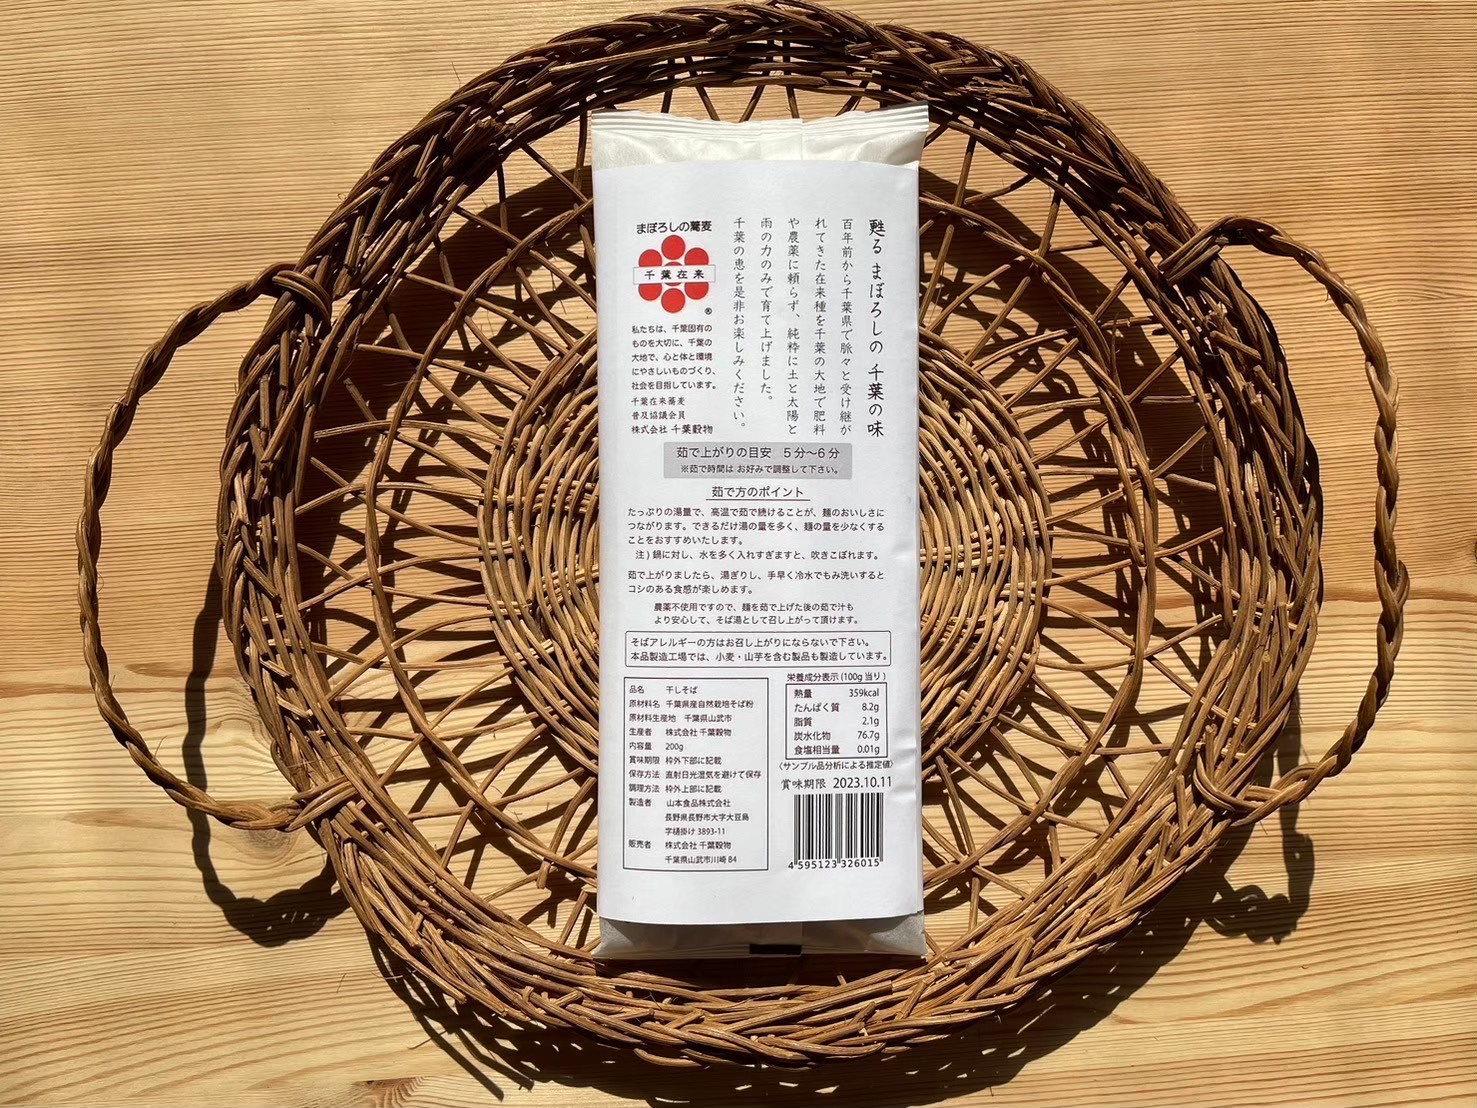 甦る まぼろしの 千葉の味
百年前から千葉県で脈々と受け継が
れてきた在来種を千葉の大地で肥料
や農薬に頼らず、純粋に土と太陽と
雨の力のみで育て上げました。
千葉の恵を是非お楽しみください。
まぼろしの蕎麦
千葉在来
®
私たちは、千葉固有の
ものを大切に、千葉の
大地で、心と体と環境
にやさしいものづくり、
社会を目指しています。
千葉在来蕎麦
普及協議会員
株式会社 千葉穀物
茹で上がりの目安 5分〜6分
※茹で時間は お好みで調整して下さい。
茹で方のポイント
たっぷりの湯量で、高温で茹で続けることが、麺のおいしさに
つながります。できるだけ湯の量を多く、麺の量を少なくする
ことをおすすめいたします。
注) 鍋に対し、水を多く入れすぎますと、吹きこぼれます。
茹で上がりましたら、湯ぎりし、手早く冷水でもみ洗いすると
コシのある食感が楽しめます。
農薬不使用ですので、麺を茹で上げた後の茹で汁も
より安心して、そば湯として召し上がって頂けます。
そばアレルギーの方はお召し上がりにならないで下さい。
本品製造工場では、小麦・山芋を含む製品も製造しています。
品名 干しそば
原材料名 千葉県産自然栽培そば粉
原材料生産地 千葉県山武市
生産者 株式会社 千葉穀物
内容量 200g
賞味期限 枠外下部に記載
保存方法 直射日光湿気を避けて保存
調理方法 枠外上部に記載
製造者 山本食品株式会社
長野県長野市大字大豆島
字樋掛け 3893-11
販売者 株式会社 千葉穀物
千葉県山武市川崎 84
栄養成分表示 (100g 当り)
熱量 359kcal
たんぱく質 8.2g
脂質 2.1g
炭水化物 76.7g
食塩相当量 0.01g
〈サンプル品分析による推定値〉
賞味期限 2023.10.11
4 595123 326015